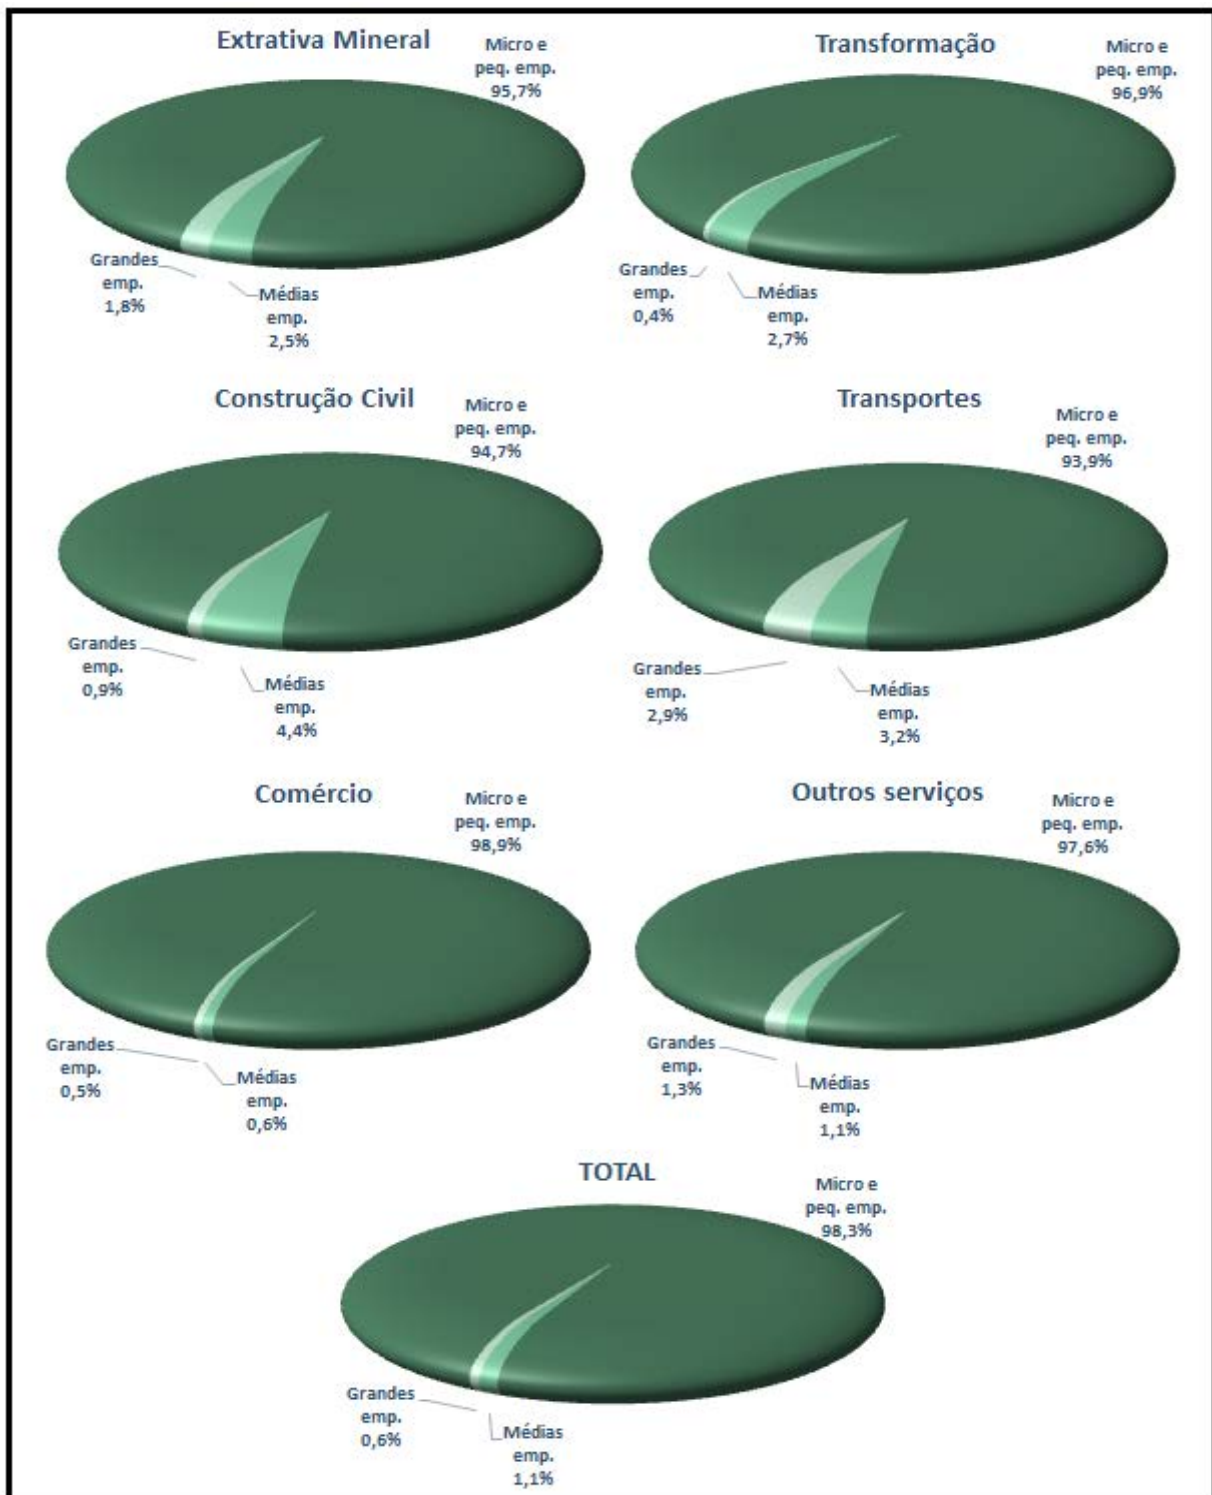 Extrativa Mineral
Micro e
peq. emp.
95,7%
Grandes
emp.
1,8%
Médias
emp.
2,5%
Transformação
Micro e
peq. emp.
96,9%
Grandes
emp.
0,4%
Médias
emp.
2,7%
Construção Civil
Micro e
peq. emp.
94,7%
Grandes
emp.
0,9%
Médias
emp.
4,4%
Transportes
Micro e
peq. emp.
93,9%
Grandes
emp.
2,9%
Médias
emp.
3,2%
Comércio
Micro e
peq. emp.
98,9%
Grandes
emp.
0,5%
Médias
emp.
0,6%
Outros serviços
Micro e
peq. emp.
97,6%
Grandes
emp.
1,3%
Médias
emp.
1,1%
TOTAL
Micro e
peq. emp.
98,3%
Grandes
emp.
0,6%
Médias
emp.
1,1%